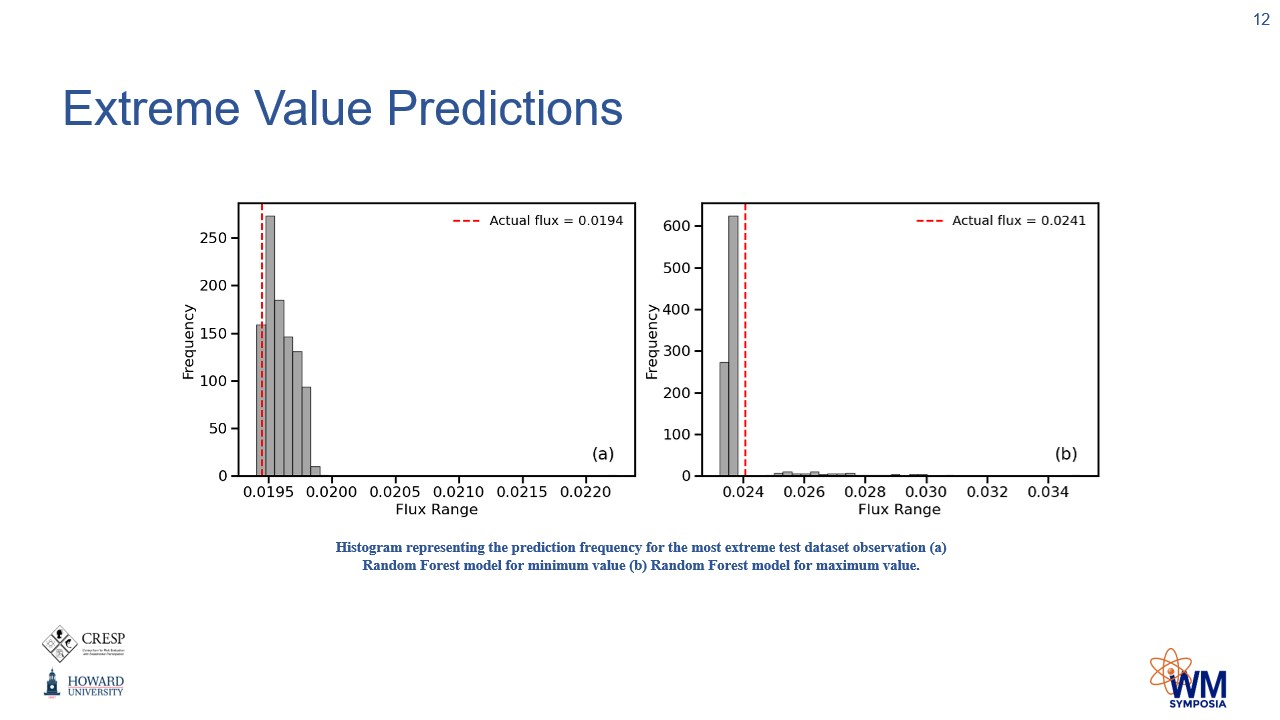 12
Extreme Value Predictions
Actual flux = 0.0194
250
200
150
100
50
0
Frequency
(a)
0.0195 0.0200 0.0205 0.0210 0.0215 0.0220
Flux Range
Actual flux = 0.0241
600
500
400
300
200
100
0
Frequency
(b)
0.024 0.026 0.028 0.030 0.032 0.034
Flux Range
Histogram representing the prediction frequency for the most extreme test dataset observation (a)
Random Forest model for minimum value (b) Random Forest model for maximum value.
CRESP
HOWARD
UNIVERSITY
WM
SYMPOSIA